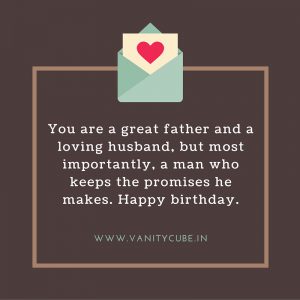 You are a great father and a
loving husband, but most
importantly, a man who
keeps the promises he
makes. Happy birthday.
WWW.VANITYCUBE.IN